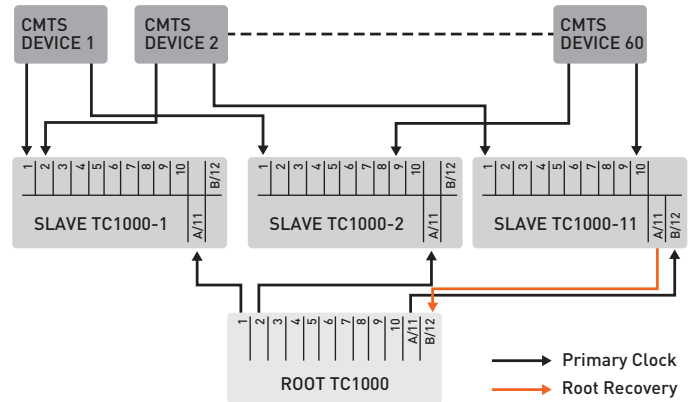 CMTS
DEVICE 1
CMTS
DEVICE 2
CMTS
DEVICE 60
1
2
3
4
5
6
7
8
9
10
A/11
B/12
SLAVE TC1000-1
1
2
3
4
5
6
7
8
9
10
A/11
B/12
SLAVE TC1000-2
1
2
3
4
5
6
7
8
9
10
A/11
B/12
SLAVE TC1000-11
1
2
3
4
5
6
7
8
9
10
A/11
B/12
ROOT TC1000
Primary Clock
Root Recovery